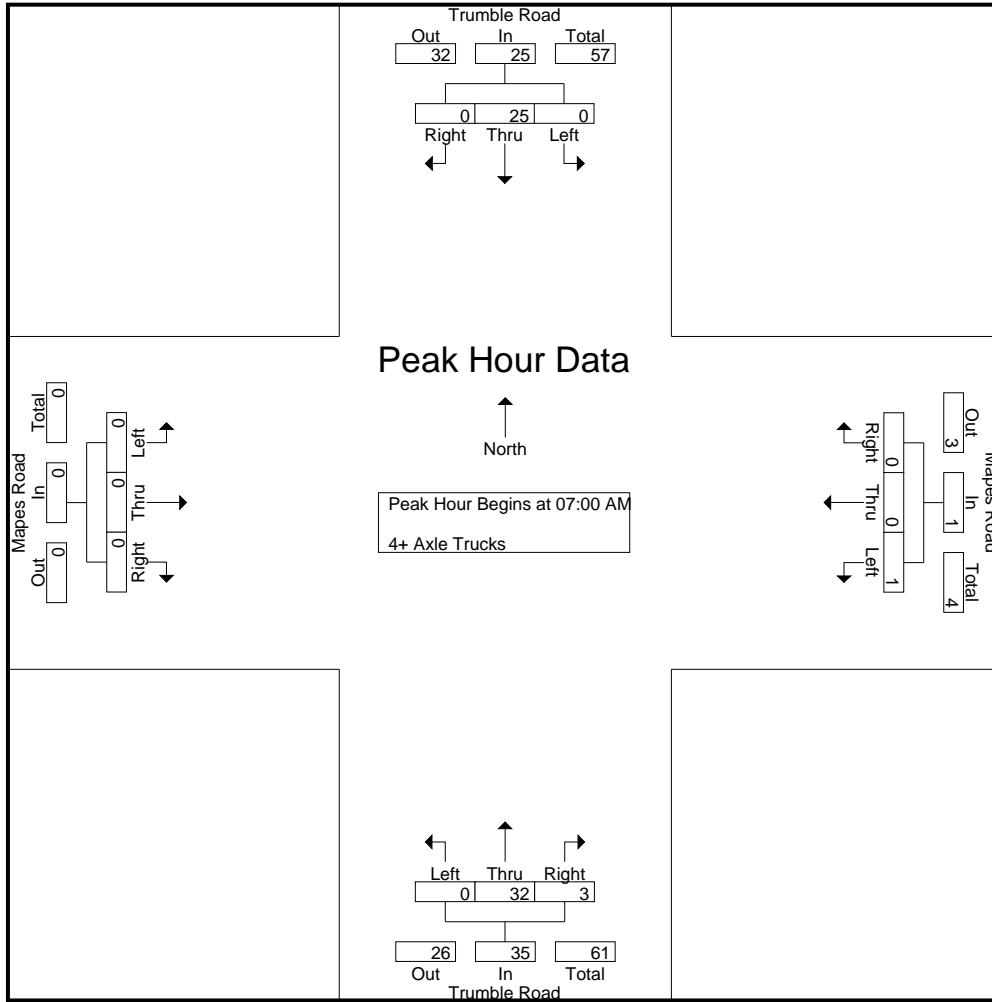 Trumble Road
Out In Total
32 25 57
0 25 0
Right Thru Left
Peak Hour Data
North
Peak Hour Begins at 07:00 AM
4+ Axle Trucks
Mapes Road
Total In Out
0 0 0
0 0 0
Left Thru Right
Mapes Road
Out In Total
3 1 4
0 0 1
Right Thru Left
Left Thru Right
0 32 3
26 35 61
Out In Total
Trumble Road